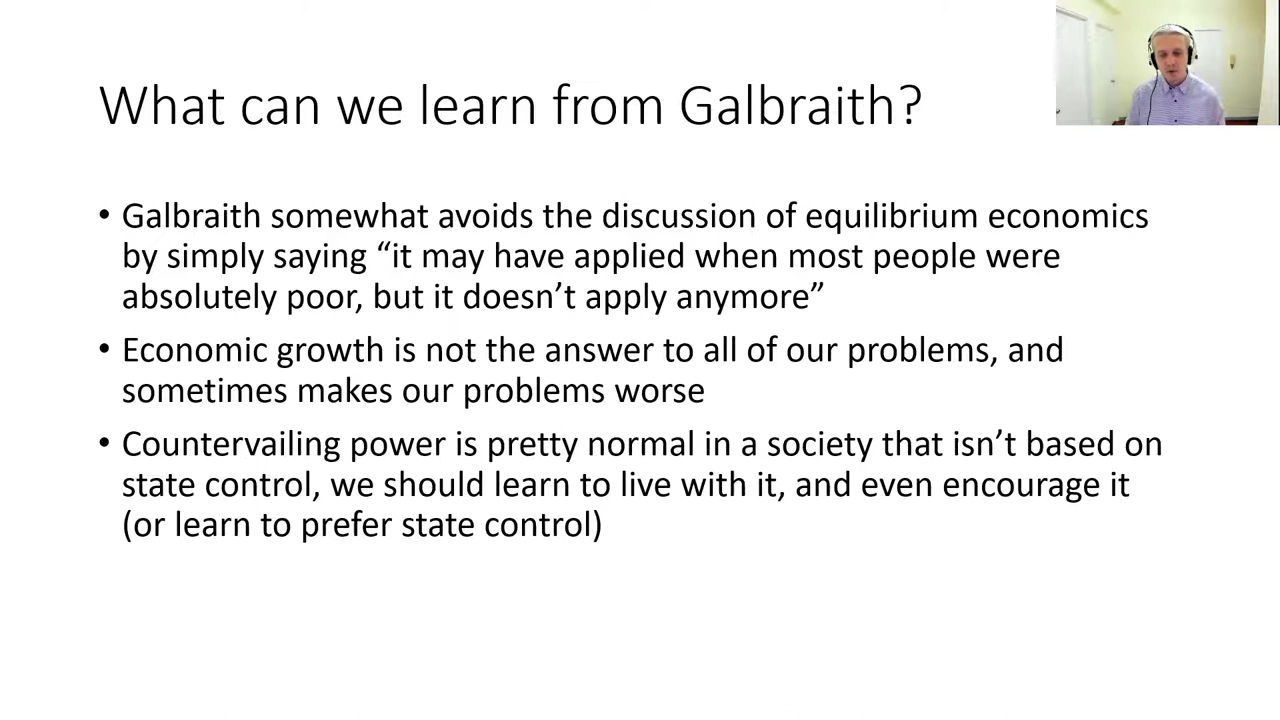 What can we learn from Galbraith?
• Galbraith somewhat avoids the discussion of equilibrium economics
by simply saying “it may have applied when most people were
absolutely poor, but it doesn’t apply anymore”
• Economic growth is not the answer to all of our problems, and
sometimes makes our problems worse
• Countervailing power is pretty normal in a society that isn’t based on
state control, we should learn to live with it, and even encourage it
(or learn to prefer state control)